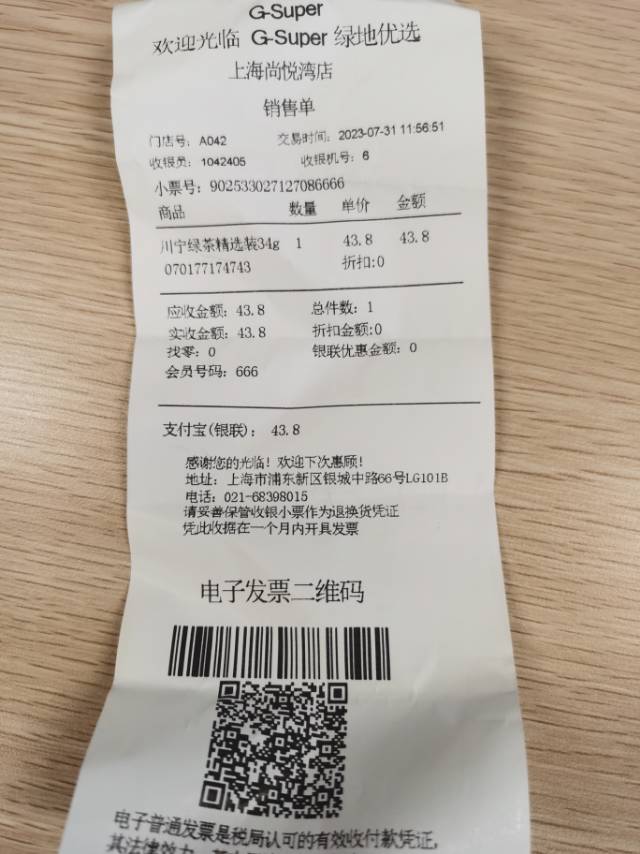 G-Super
欢迎光临 G-Super 绿地优选
上海尚悦湾店
销售单
门店号: A042 交易时间: 2023-07-31 11:56:51
收银员: 1042405 收银机号: 6
小票号: 902533027127086666
商品 数量 单价 金额
川宁绿茶精选装34g 1 43.8 43.8
070177174743 折扣:0
应收金额: 43.8 总件数: 1
实收金额: 43.8 折扣金额:0
找零: 0 银联优惠金额: 0
会员号码: 666
支付宝(银联): 43.8
感谢您的光临! 欢迎下次惠顾!
地址: 上海市浦东新区银城中路66号LG101B
电话: 021-68398015
请妥善保管收银小票作为退换货凭证
凭此收据在一个月内开具发票
电子发票二维码
电子普通发票是税局认可的有效收付款凭证,
其法律效力